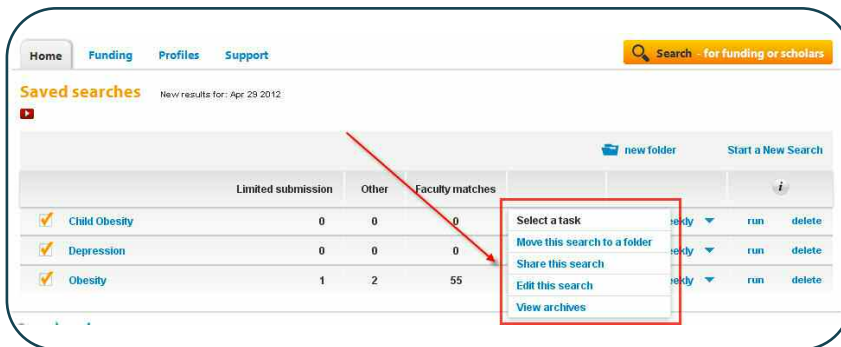 Home Funding Profiles Support Search - for funding or scholars
Saved searches New results for: Apr 29 2012
new folder Start a New Search
Limited submission Other Faculty matches i
Child Obesity 0 0 0 Select a task run delete
Move this search to a folder
Depression 0 0 0 Share this search run delete
Obesity 1 2 55 Edit this search run delete
View archives